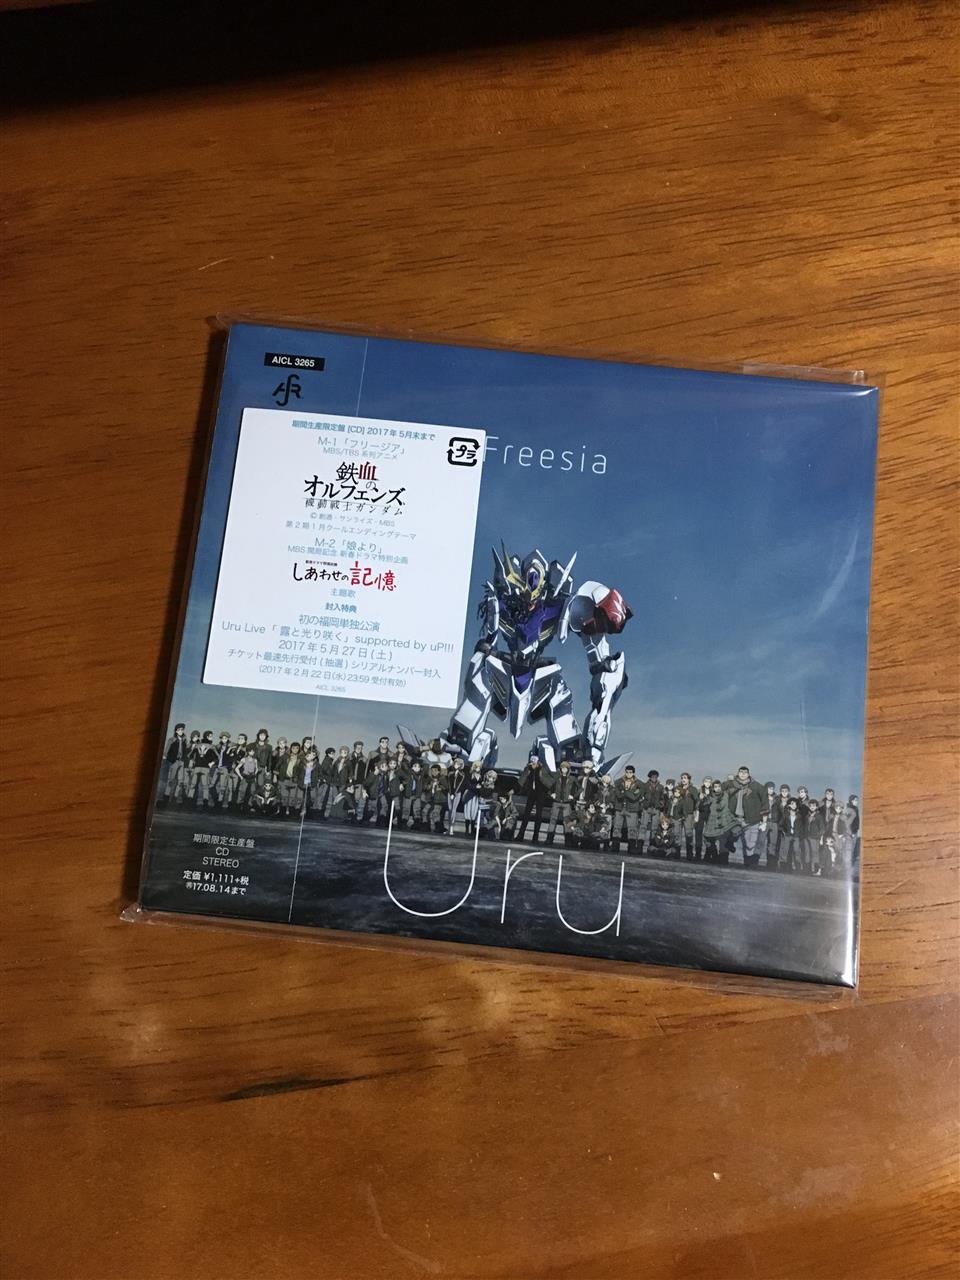 AICL 3265
期間生産限定盤 [CD] 2017年5月末まで
M-1「フリージア」
MBS/TBS系列アニメ
鉄血の
オルフェンズ
機動戦士ガンダム
© 創通・サンライズ・MBS
第2期1月クールエンディングテーマ
M-2「娘より」
MBS 開局記念 新春ドラマ特別企画
しあわせの記憶
主題歌
封入特典
初の福岡単独公演
Uru Live「露と光り咲く」supported by uP!!!
2017年5月27日(土)
チケット最速先行受付(抽選)シリアルナンバー封入
(2017年2月22日(水)23:59受付有効)
AICL 3265
プラ
Freesia
Uru
期間限定生産盤
CD
STEREO
定価 ¥1,111+税
17.08.14まで